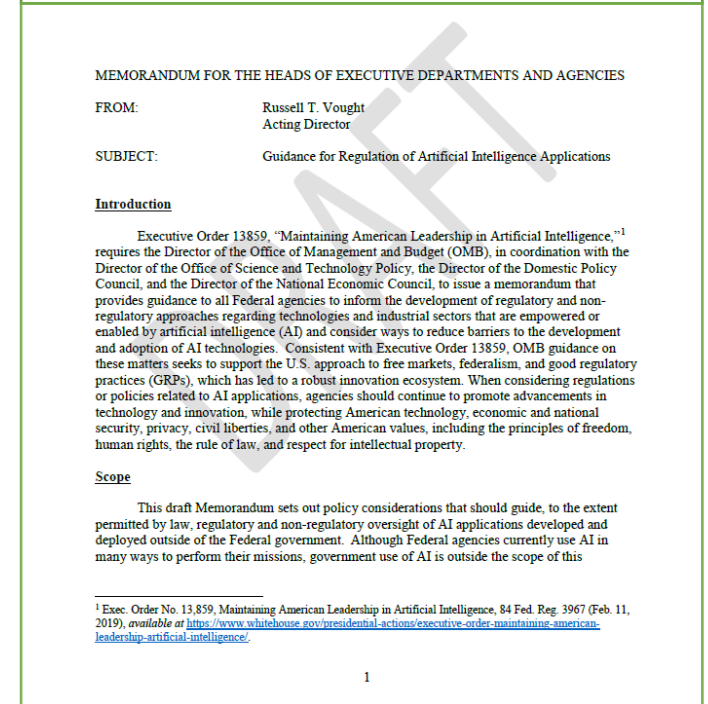 MEMORANDUM FOR THE HEADS OF EXECUTIVE DEPARTMENTS AND AGENCIES
FROM: Russell T. Vought
Acting Director
SUBJECT: Guidance for Regulation of Artificial Intelligence Applications
Introduction
Executive Order 13859, “Maintaining American Leadership in Artificial Intelligence,”1
requires the Director of the Office of Management and Budget (OMB), in coordination with the
Director of the Office of Science and Technology Policy, the Director of the Domestic Policy
Council, and the Director of the National Economic Council, to issue a memorandum that
provides guidance to all Federal agencies to inform the development of regulatory and non-
regulatory approaches regarding technologies and industrial sectors that are empowered or
enabled by artificial intelligence (AI) and consider ways to reduce barriers to the development
and adoption of AI technologies. Consistent with Executive Order 13859, OMB guidance on
these matters seeks to support the U.S. approach to free markets, federalism, and good regulatory
practices (GRPs), which has led to a robust innovation ecosystem. When considering regulations
or policies related to AI applications, agencies should continue to promote advancements in
technology and innovation, while protecting American technology, economic and national
security, privacy, civil liberties, and other American values, including the principles of freedom,
human rights, the rule of law, and respect for intellectual property.
Scope
This draft Memorandum sets out policy considerations that should guide, to the extent
permitted by law, regulatory and non-regulatory oversight of AI applications developed and
deployed outside of the Federal government. Although Federal agencies currently use AI in
many ways to perform their missions, government use of AI is outside the scope of this
1 Exec. Order No. 13,859, Maintaining American Leadership in Artificial Intelligence, 84 Fed. Reg. 3967 (Feb. 11,
2019), available at https://www.whitehouse.gov/presidential-actions/executive-order-maintaining-american-
leadership-artificial-intelligence/.
1
DRAFT